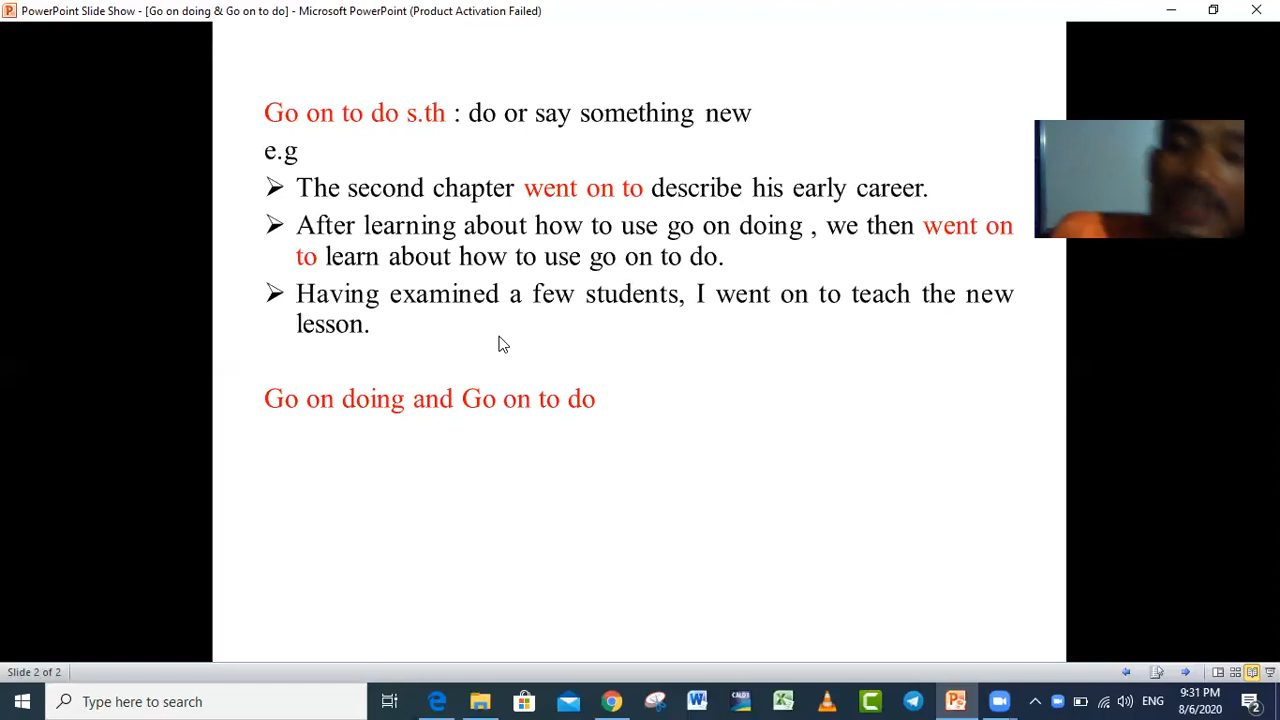 PowerPoint Slide Show - [Go on doing & Go on to do] - Microsoft PowerPoint (Product Activation Failed)
Go on to do s.th : do or say something new
e.g
➢ The second chapter went on to describe his early career.
➢ After learning about how to use go on doing , we then went on
to learn about how to use go on to do.
➢ Having examined a few students, I went on to teach the new
lesson.
Go on doing and Go on to do
Slide 2 of 2
Type here to search
CALD3
ENG
9:31 PM
8/6/2020
2